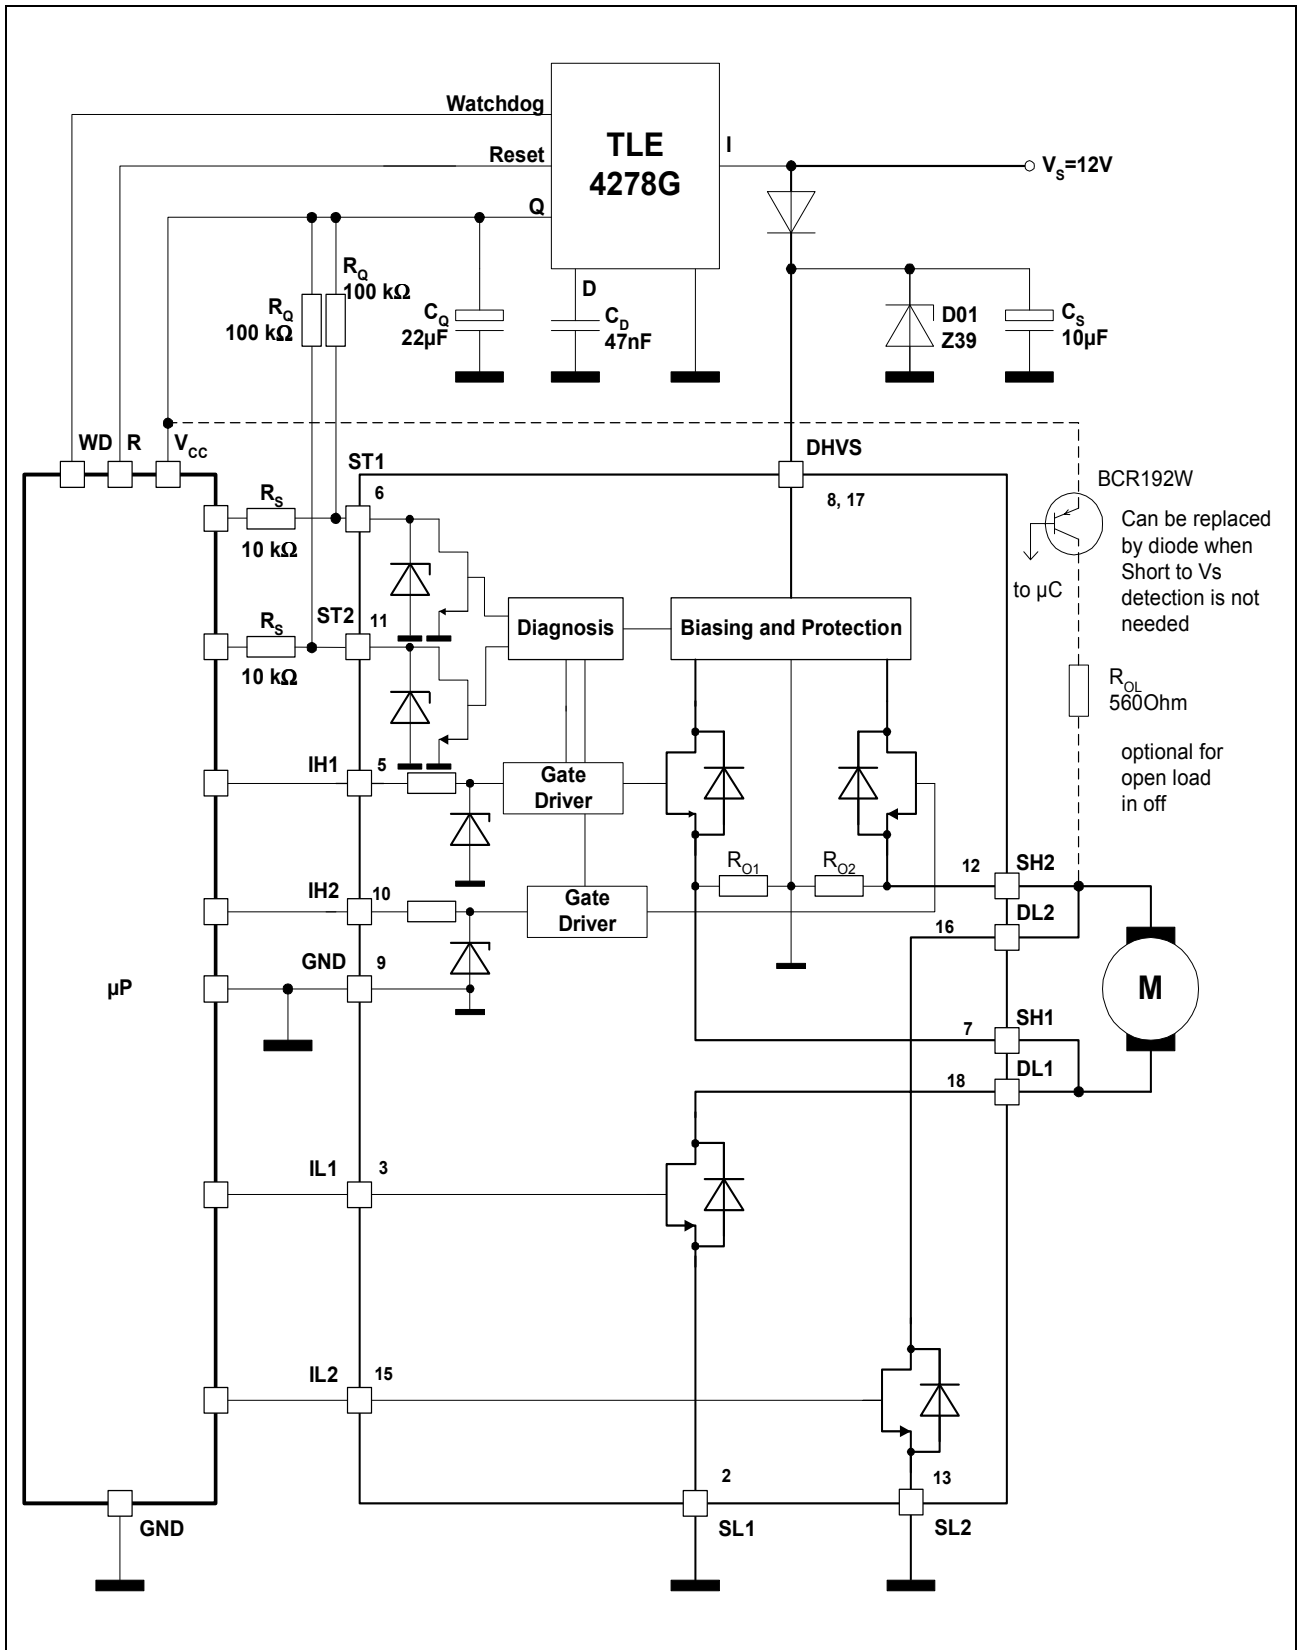 Watchdog
TLE
4278G
I
Reset
V_S=12V
Q
R_Q
100 kΩ
R_Q
100 kΩ
D
C_Q
22µF
C_D
47nF
D01
Z39
C_S
10µF
WD
R
V_CC
ST1
DHVS
6
8, 17
R_S
10 kΩ
BCR192W
Can be replaced
by diode when
Short to Vs
detection is not
needed
to µC
ST2
11
R_S
10 kΩ
Diagnosis
Biasing and Protection
R_OL
560Ohm
optional for
open load
in off
IH1
5
Gate
Driver
R_O1
R_O2
12
SH2
IH2
10
Gate
Driver
DL2
16
GND
9
µP
M
SH1
7
DL1
18
IL1
3
IL2
15
2
13
GND
SL1
SL2